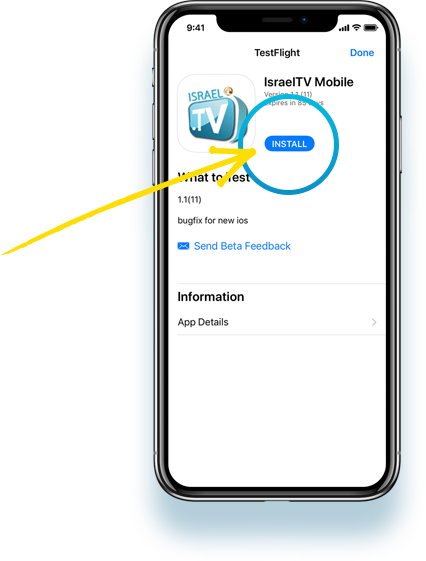 9:41
TestFlight
Done
ISRAEL
.TV
IsraelTV Mobile
Version 1.1 (11)
Expires in 85 days
INSTALL
What to Test
1.1(11)
bugfix for new ios
Send Beta Feedback
Information
App Details